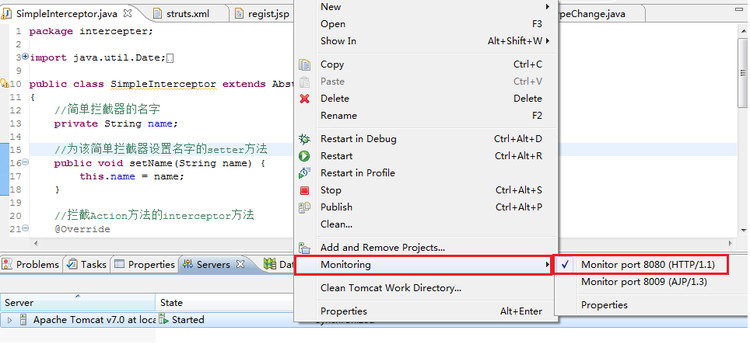 SimpleInterceptor.java
struts.xml
regist.jsp
peChange.java
1 package intercepter;
2
3 import java.util.Date;
9
10 public class SimpleInterceptor extends Abst
11 {
12 //简单拦截器的名字
13 private String name;
14
15 //为该简单拦截器设置名字的setter方法
16 public void setName(String name) {
17 this.name = name;
18 }
19
20 //拦截Action方法的interceptor方法
21 @Override
New
Open F3
Show In Alt+Shift+W
Copy Ctrl+C
Paste Ctrl+V
Delete Delete
Rename F2
Restart in Debug Ctrl+Alt+D
Restart Ctrl+Alt+R
Restart in Profile
Stop Ctrl+Alt+S
Publish Ctrl+Alt+P
Clean...
Add and Remove Projects...
Monitoring
Clean Tomcat Work Directory...
Properties Alt+Enter
Monitor port 8080 (HTTP/1.1)
Monitor port 8009 (AJP/1.3)
Properties
Problems Tasks Properties Servers Dat
Server State
Apache Tomcat v7.0 at loca Started